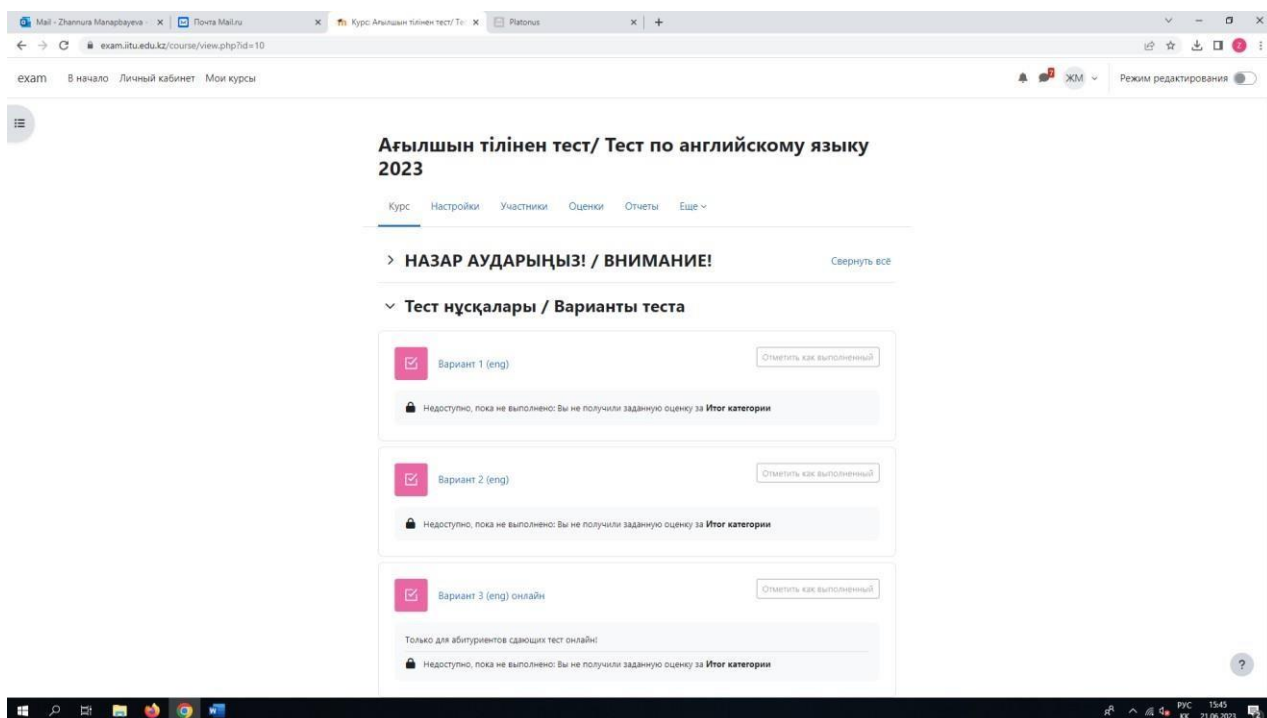 Mail - Zhannura Manapbayeva -
Почта Mail.ru
Курс: Ағылшын тілінен тест/ Те
Platonus
exam.iitu.edu.kz/course/view.php?id=10
Z
exam В начало Личный кабинет Мои курсы
7 ЖМ Режим редактирования
Ағылшын тілінен тест/ Тест по английскому языку
2023
Курс Настройки Участники Оценки Отчеты Еще
НАЗАР АУДАРЫҢЫЗ! / ВНИМАНИЕ! Свернуть всё
Тест нұсқалары / Варианты теста
Вариант 1 (eng) Отметить как выполненный
Недоступно, пока не выполнено: Вы не получили заданную оценку за Итог категории
Вариант 2 (eng) Отметить как выполненный
Недоступно, пока не выполнено: Вы не получили заданную оценку за Итог категории
Вариант 3 (eng) онлайн Отметить как выполненный
Только для абитуриентов сдающих тест онлайн!
Недоступно, пока не выполнено: Вы не получили заданную оценку за Итог категории
?
РУС 15:45
21.06.2023